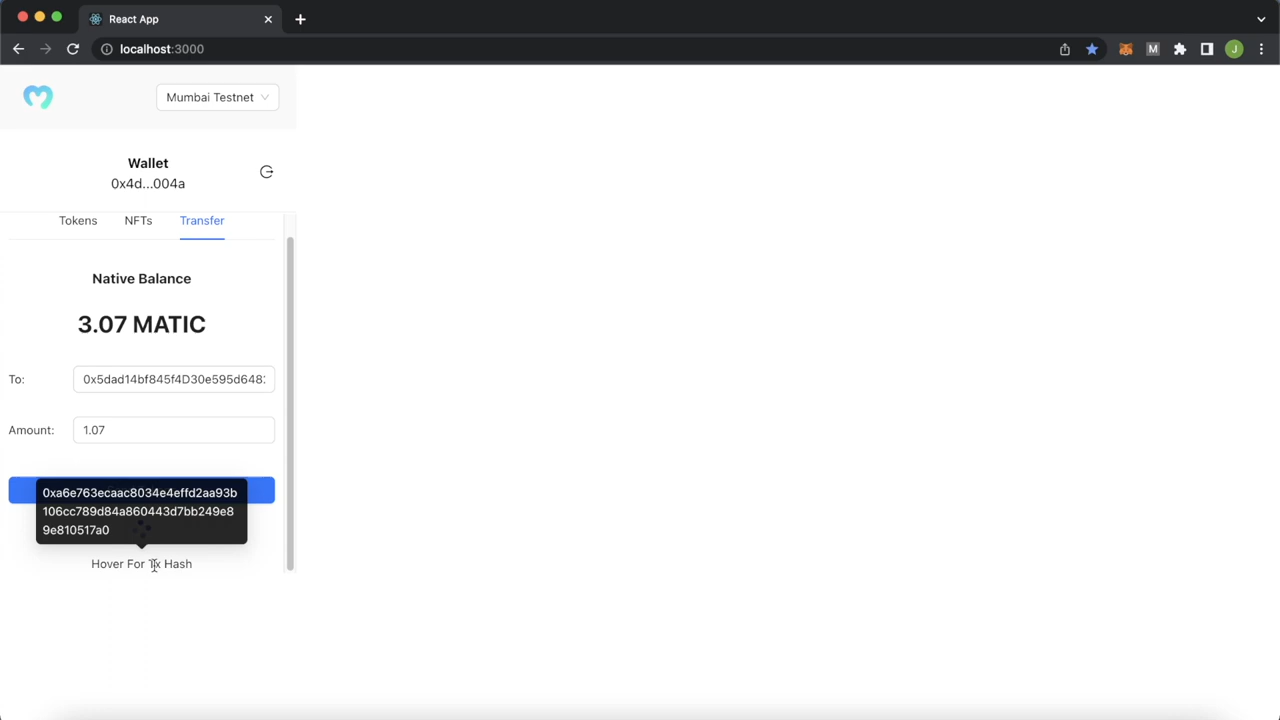 React App
localhost:3000
M
J
Mumbai Testnet
Wallet
0x4d...004a
Tokens NFTs Transfer
Native Balance
3.07 MATIC
To: 0x5dad14bf845f4D30e595d648
Amount: 1.07
0xa6e763ecaac8034e4effd2aa93b
106cc789d84a860443d7bb249e8
9e810517a0
Hover For Tx Hash